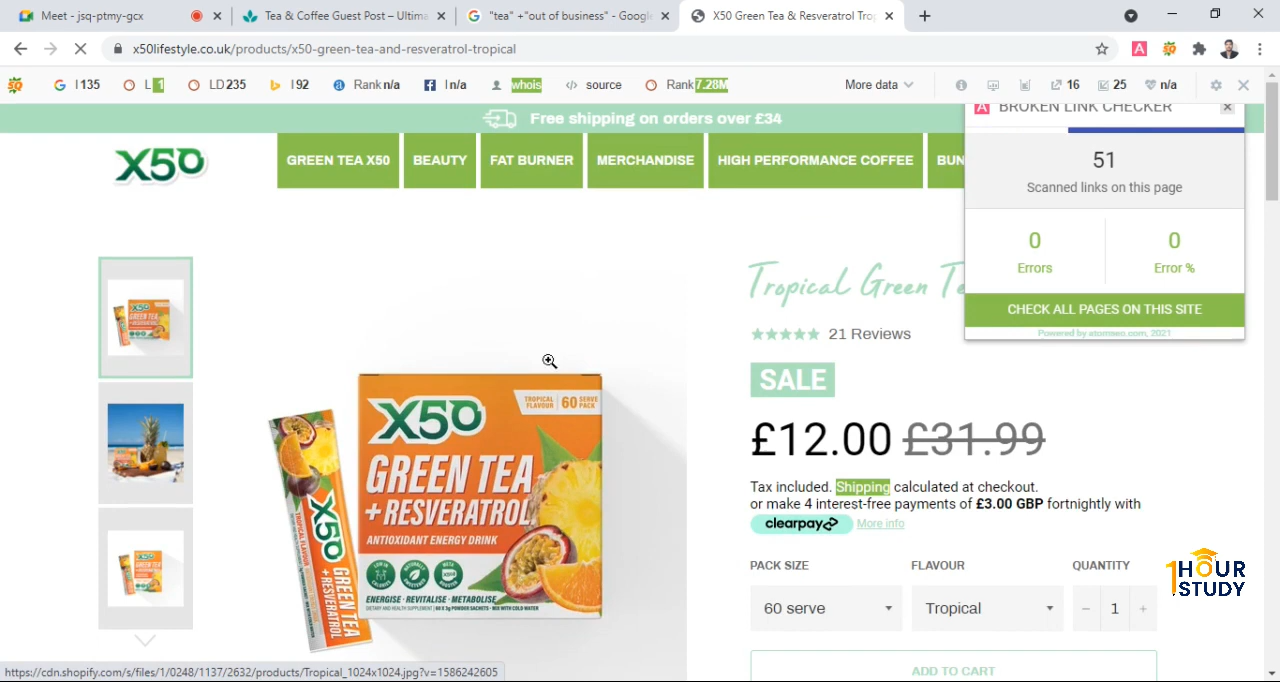 Meet - jsq-ptmy-gcx
Tea & Coffee Guest Post – Ultima
"tea" +"out of business" - Google
X50 Green Tea & Resveratrol Tro
x50lifestyle.co.uk/products/x50-green-tea-and-resveratrol-tropical
I 135
L 1
LD 235
I 92
Rank n/a
I n/a
whois
source
Rank 7.28M
More data
16
25
n/a
Free shipping on orders over £34
BROKEN LINK CHECKER
X50
GREEN TEA X50
BEAUTY
FAT BURNER
MERCHANDISE
HIGH PERFORMANCE COFFEE
BUN
51
Scanned links on this page
0
Errors
0
Error %
CHECK ALL PAGES ON THIS SITE
Powered by atomseo.com, 2021
Tropical Green Te
21 Reviews
SALE
£12.00 £31.99
Tax included. Shipping calculated at checkout.
or make 4 interest-free payments of £3.00 GBP fortnightly with
clearpay More info
PACK SIZE
FLAVOUR
QUANTITY
60 serve
Tropical
− 1 +
ADD TO CART
X50
GREEN TEA
+ RESVERATROL
TROPICAL FLAVOUR
60 SERVE PACK
X50
GREEN TEA
+RESVERATROL
ANTIOXIDANT ENERGY DRINK
ENERGISE · REVITALISE · METABOLISE
1HOUR
STUDY
https://cdn.shopify.com/s/files/1/0248/1137/2632/products/Tropical_1024x1024.jpg?v=1586242605